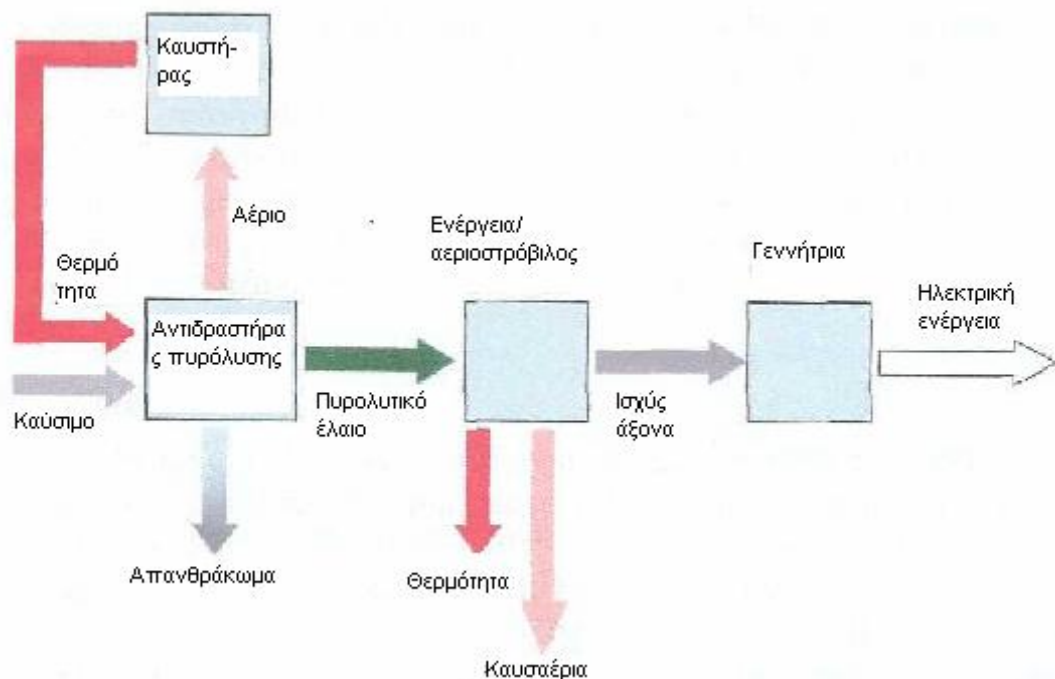 Καυστή-
ρας
Αέριο
Ενέργεια/
αεριοστρόβιλος
Γεννήτρια
Θερμό
τητα
Ηλεκτρική
ενέργεια
Αντιδραστήρα
ς πυρόλυσης
Καύσιμο
Πυρολυτικό
έλαιο
Ισχύς
άξονα
Απανθράκωμα
Θερμότητα
Καυσαέρια